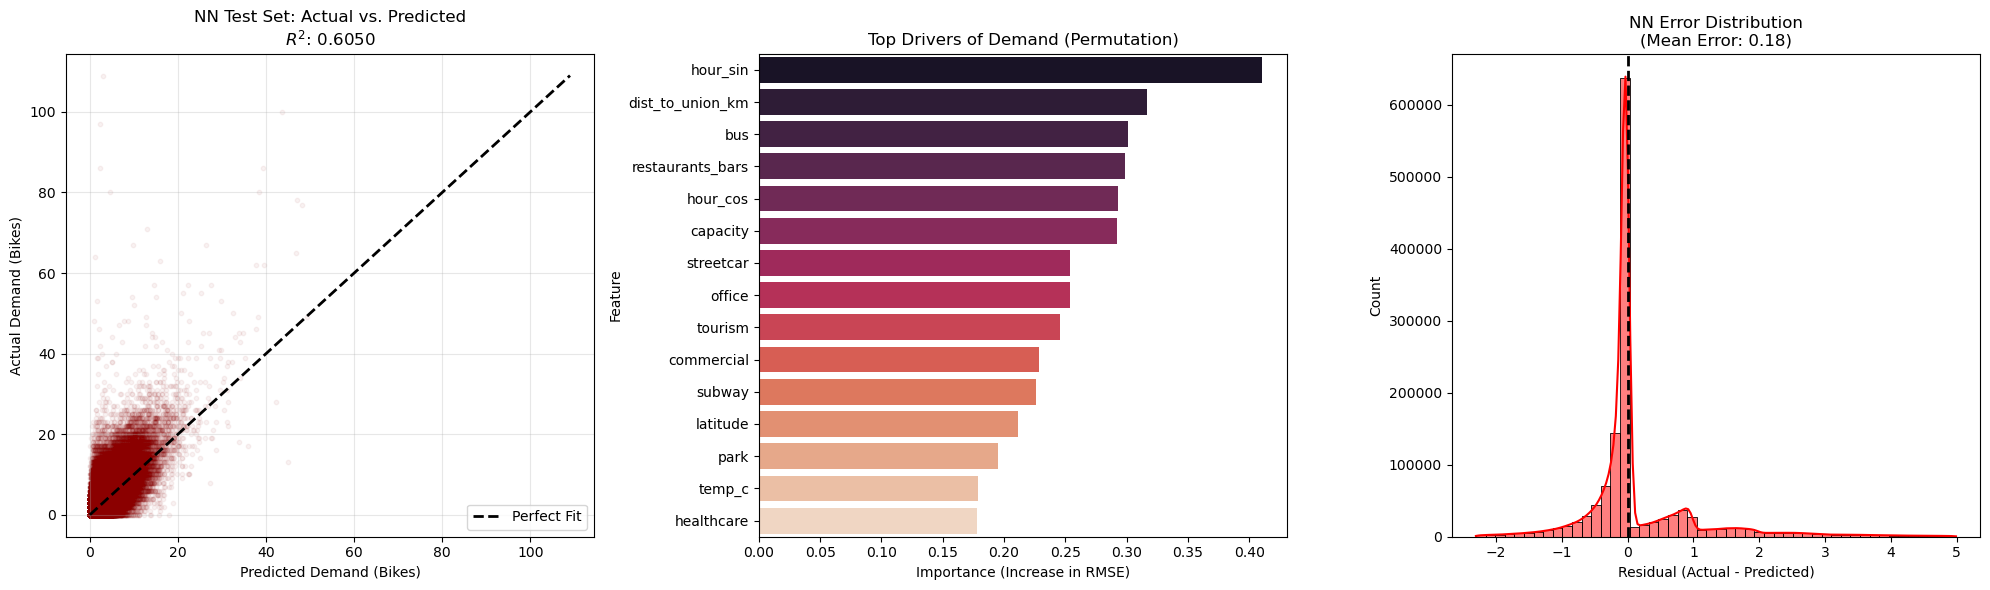 NN Test Set: Actual vs. Predicted
R²: 0.6050
Actual Demand (Bikes)
100
80
60
40
20
0
0 20 40 60 80 100
Predicted Demand (Bikes)
Perfect Fit
Top Drivers of Demand (Permutation)
Feature
hour_sin
dist_to_union_km
bus
restaurants_bars
hour_cos
capacity
streetcar
office
tourism
commercial
subway
latitude
park
temp_c
healthcare
0.00 0.05 0.10 0.15 0.20 0.25 0.30 0.35 0.40
Importance (Increase in RMSE)
NN Error Distribution
(Mean Error: 0.18)
Count
600000
500000
400000
300000
200000
100000
0
−2 −1 0 1 2 3 4 5
Residual (Actual - Predicted)